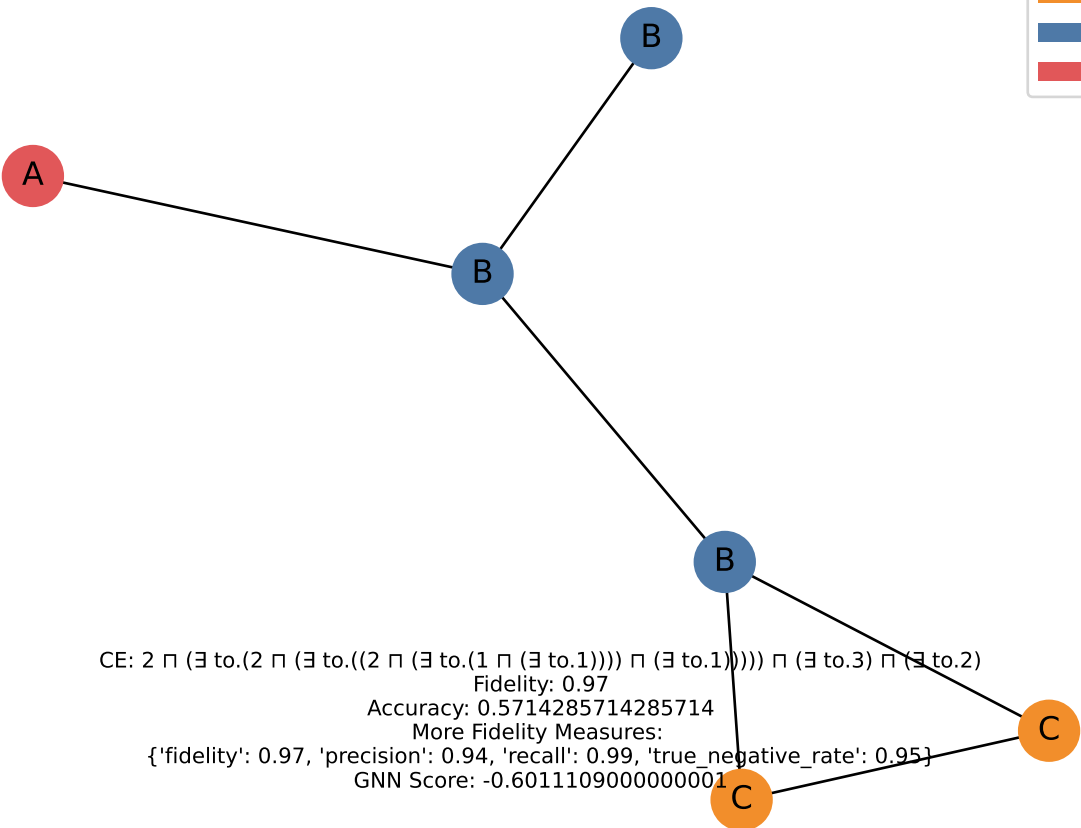 B
A
B
B
CE: 2 ⊓ (∃ to.(2 ⊓ (∃ to.((2 ⊓ (∃ to.(1 ⊓ (∃ to.1)))) ⊓ (∃ to.1))))) ⊓ (∃ to.3) ⊓ (∃ to.2)
Fidelity: 0.97
Accuracy: 0.5714285714285714
More Fidelity Measures:
C
{'fidelity': 0.97, 'precision': 0.94, 'recall': 0.99, 'true_negative_rate': 0.95}
GNN Score: -0.6011109000000001
C